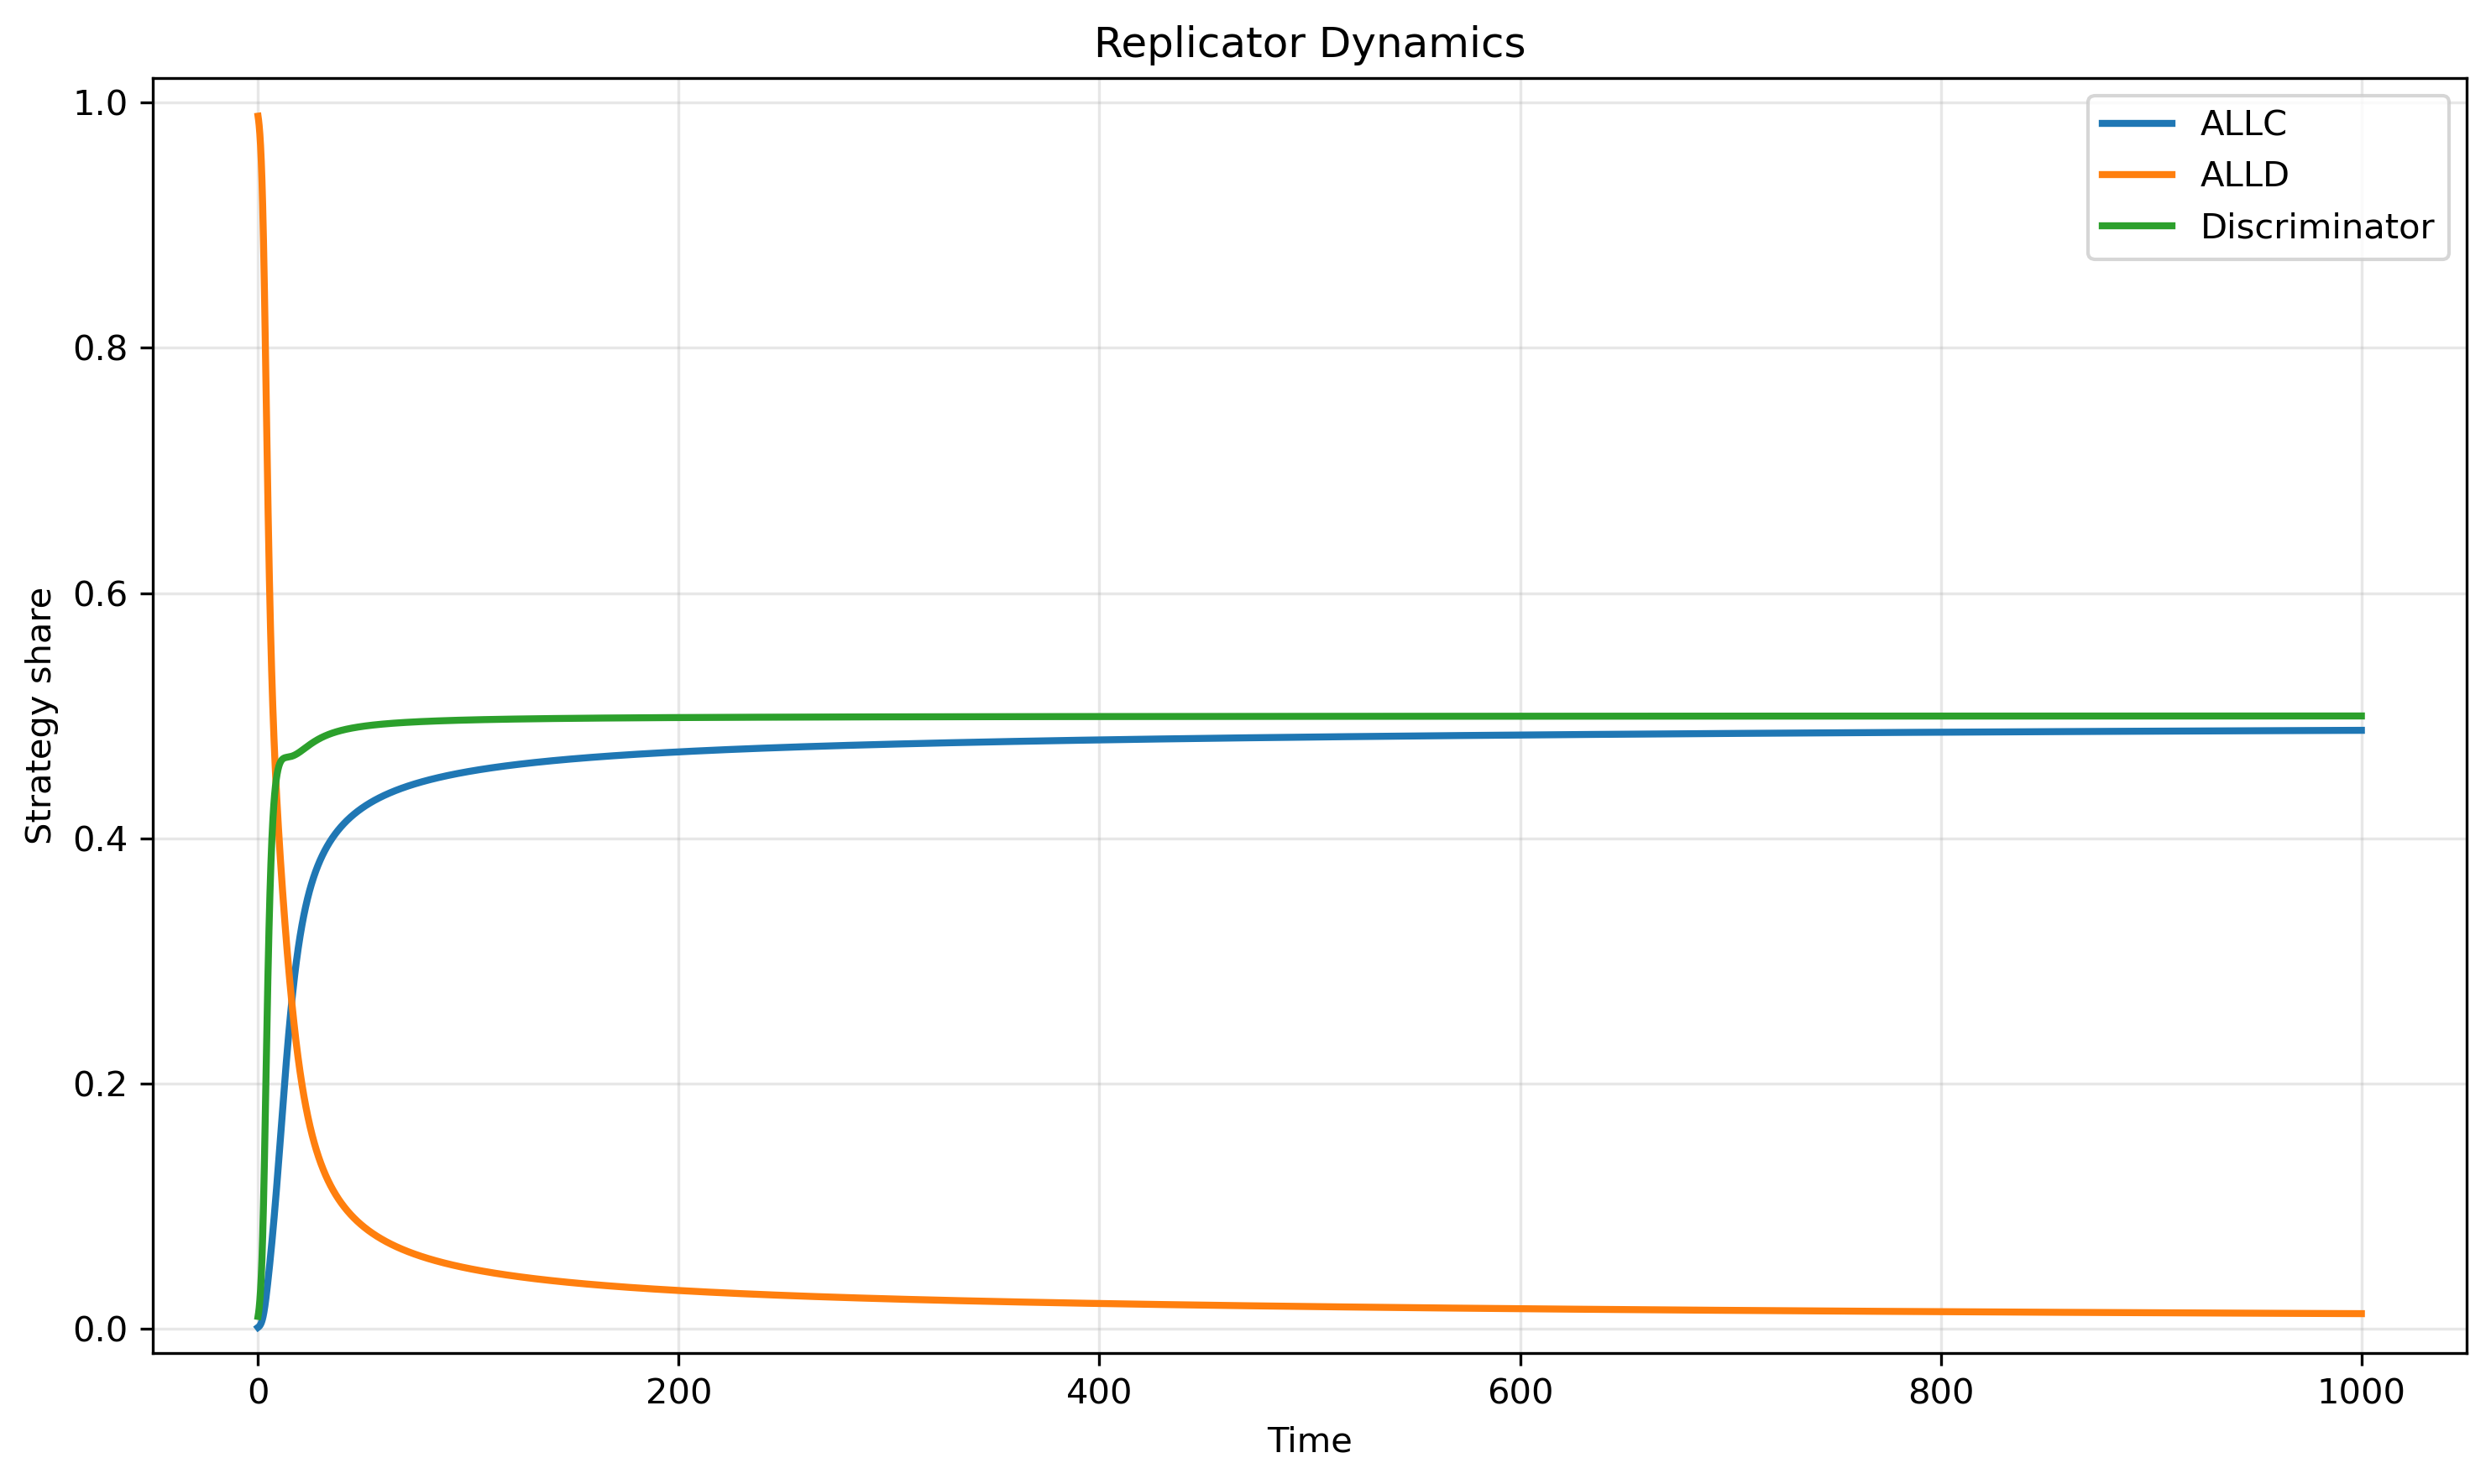 Replicator Dynamics
ALLC
ALLD
Discriminator
Strategy share
1.0
0.8
0.6
0.4
0.2
0.0
0 200 400 600 800 1000
Time